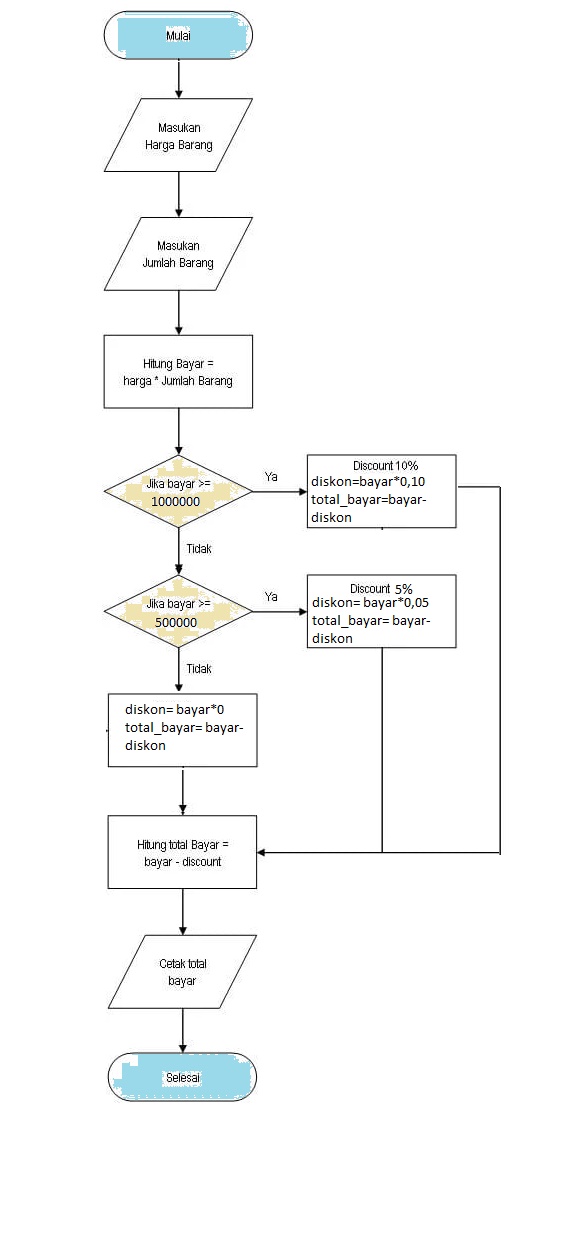 Mulai
Masukan
Harga Barang
Masukan
Jumlah Barang
Hitung Bayar =
harga * Jumlah Barang
Jika bayar >=
1000000
Ya
Discount 10%
diskon=bayar*0,10
total_bayar=bayar-
diskon
Tidak
Jika bayar >=
500000
Ya
Discount 5%
diskon= bayar*0,05
total_bayar= bayar-
diskon
Tidak
diskon= bayar*0
total_bayar= bayar-
diskon
Hitung total Bayar =
bayar - discount
Cetak total
bayar
Selesai